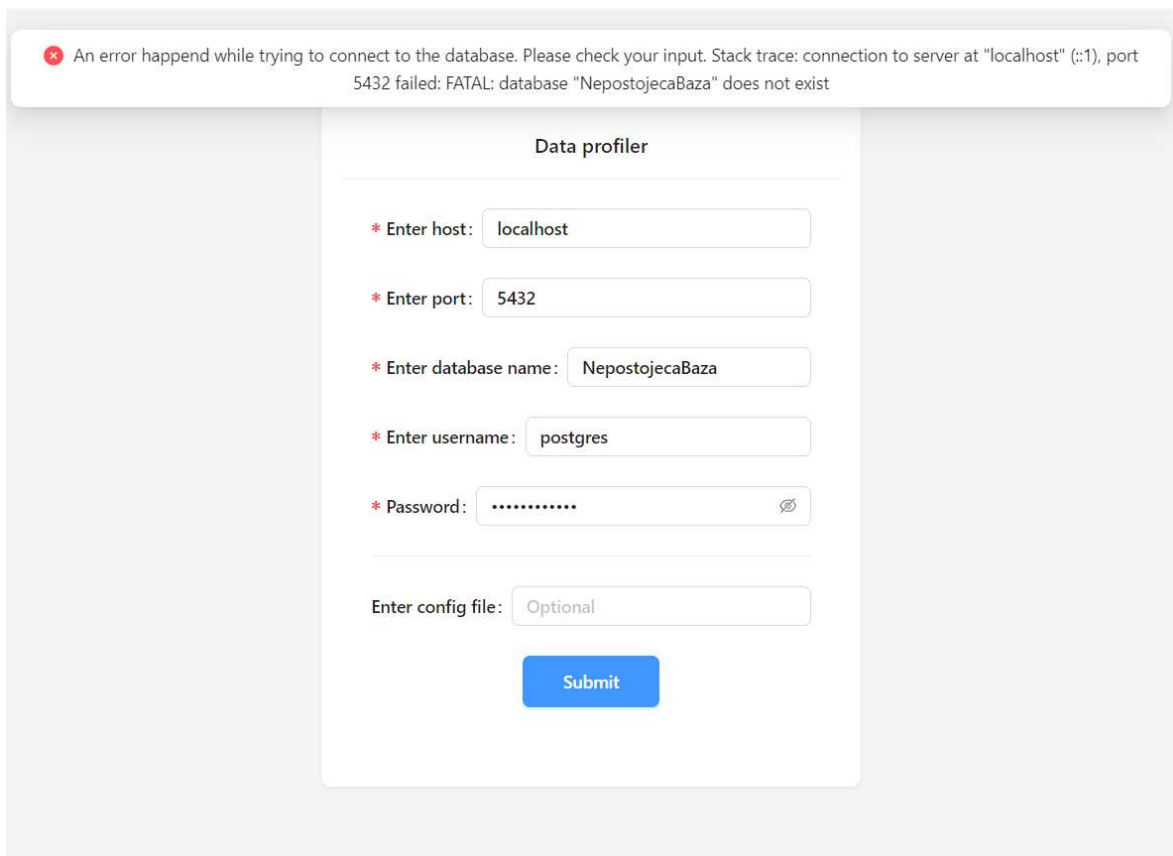 An error happend while trying to connect to the database. Please check your input. Stack trace: connection to server at "localhost" (::1), port
5432 failed: FATAL: database "NepostojecaBaza" does not exist
Data profiler
* Enter host: localhost
* Enter port: 5432
* Enter database name: NepostojecaBaza
* Enter username: postgres
* Password: ••••••••••••
Enter config file: Optional
Submit